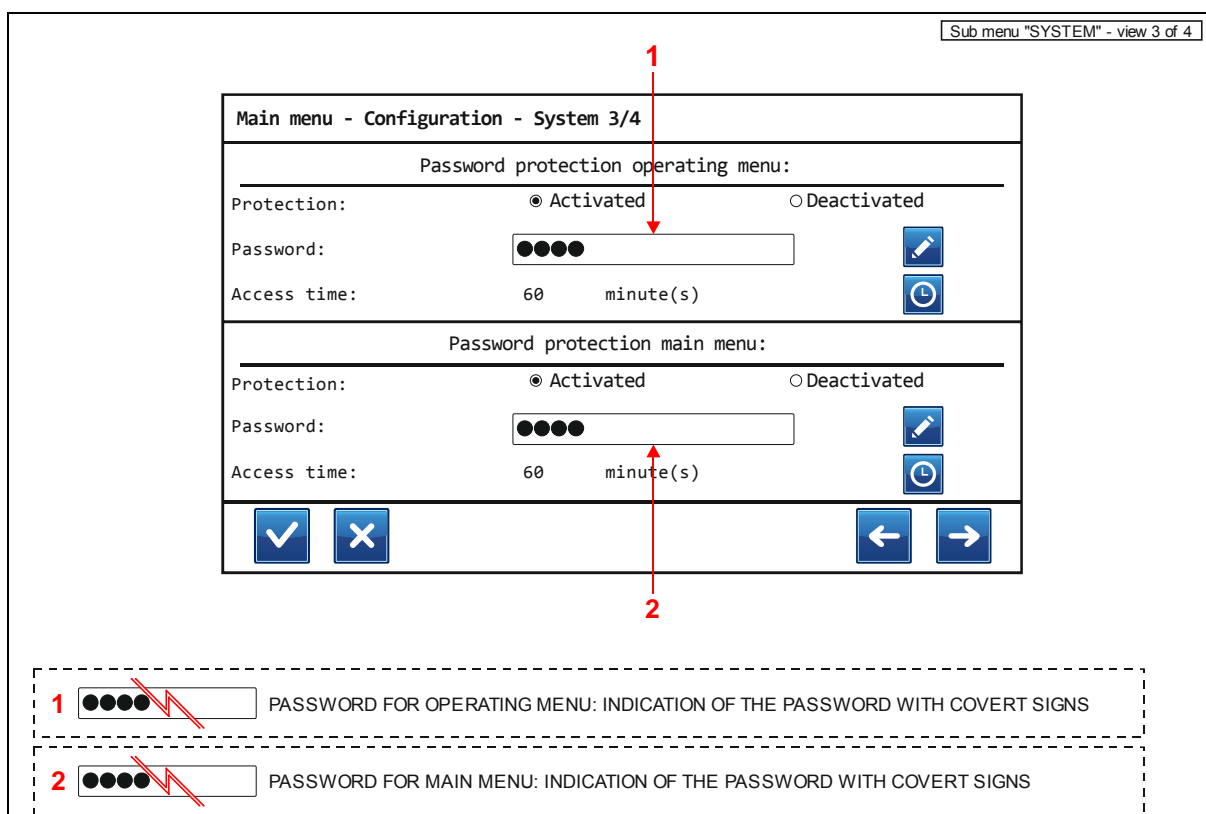 Sub menu "SYSTEM" - view 3 of 4
1
Main menu - Configuration - System 3/4
Password protection operating menu:
Protection: Activated Deactivated
Password: ●●●●
Access time: 60 minute(s)
Password protection main menu:
Protection: Activated Deactivated
Password: ●●●●
Access time: 60 minute(s)
2
1 ●●●● PASSWORD FOR OPERATING MENU: INDICATION OF THE PASSWORD WITH COVERT SIGNS
2 ●●●● PASSWORD FOR MAIN MENU: INDICATION OF THE PASSWORD WITH COVERT SIGNS